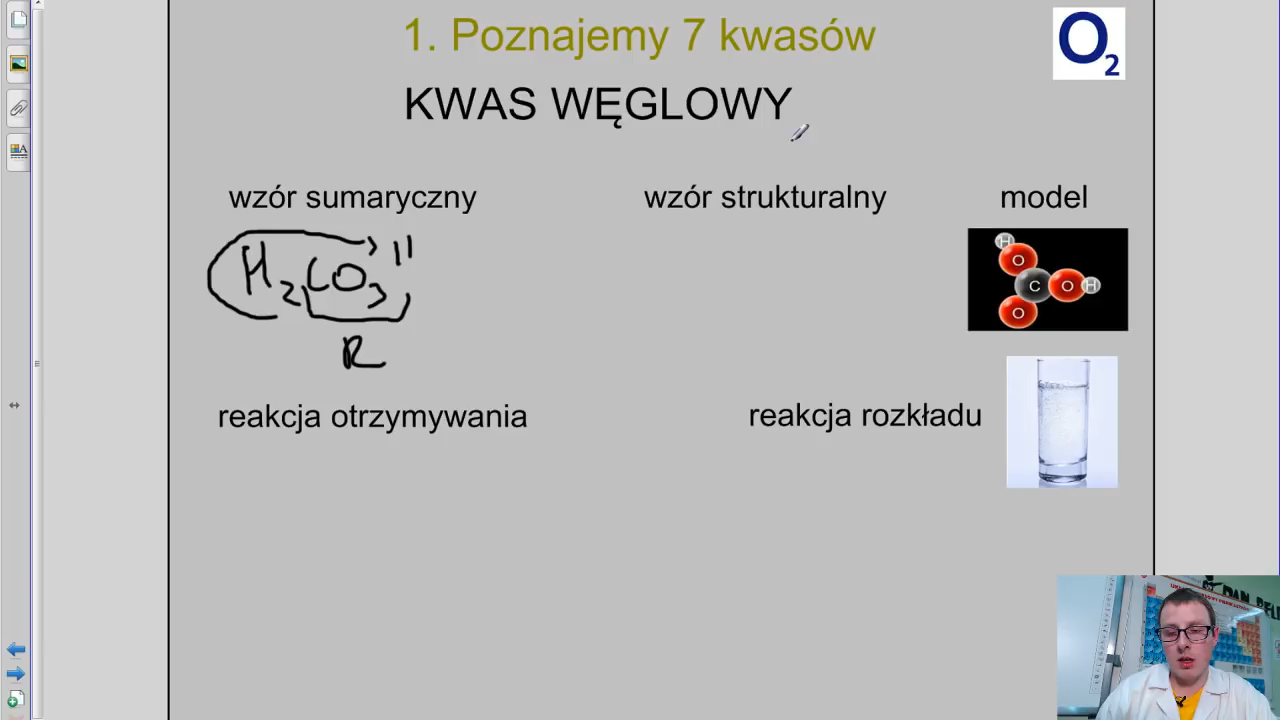 1. Poznajemy 7 kwasów
O2
KWAS WĘGLOWY
wzór sumaryczny
wzór strukturalny
model
H2CO3 II
R
H
O
C
O
H
O
reakcja otrzymywania
reakcja rozkładu